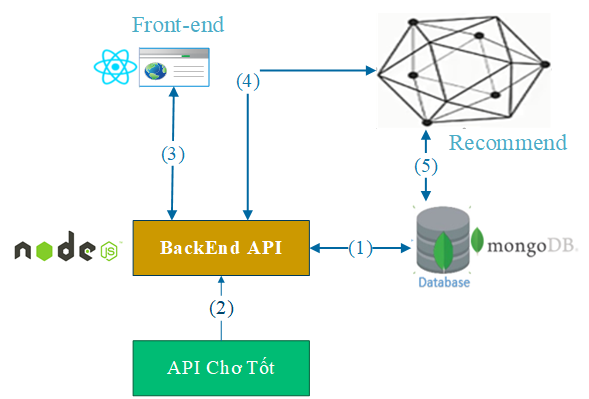 Front-end
(4)
Recommend
(3)
(5)
node
JS
BackEnd API
(1)
mongoDB.
Database
(2)
API Chợ Tốt